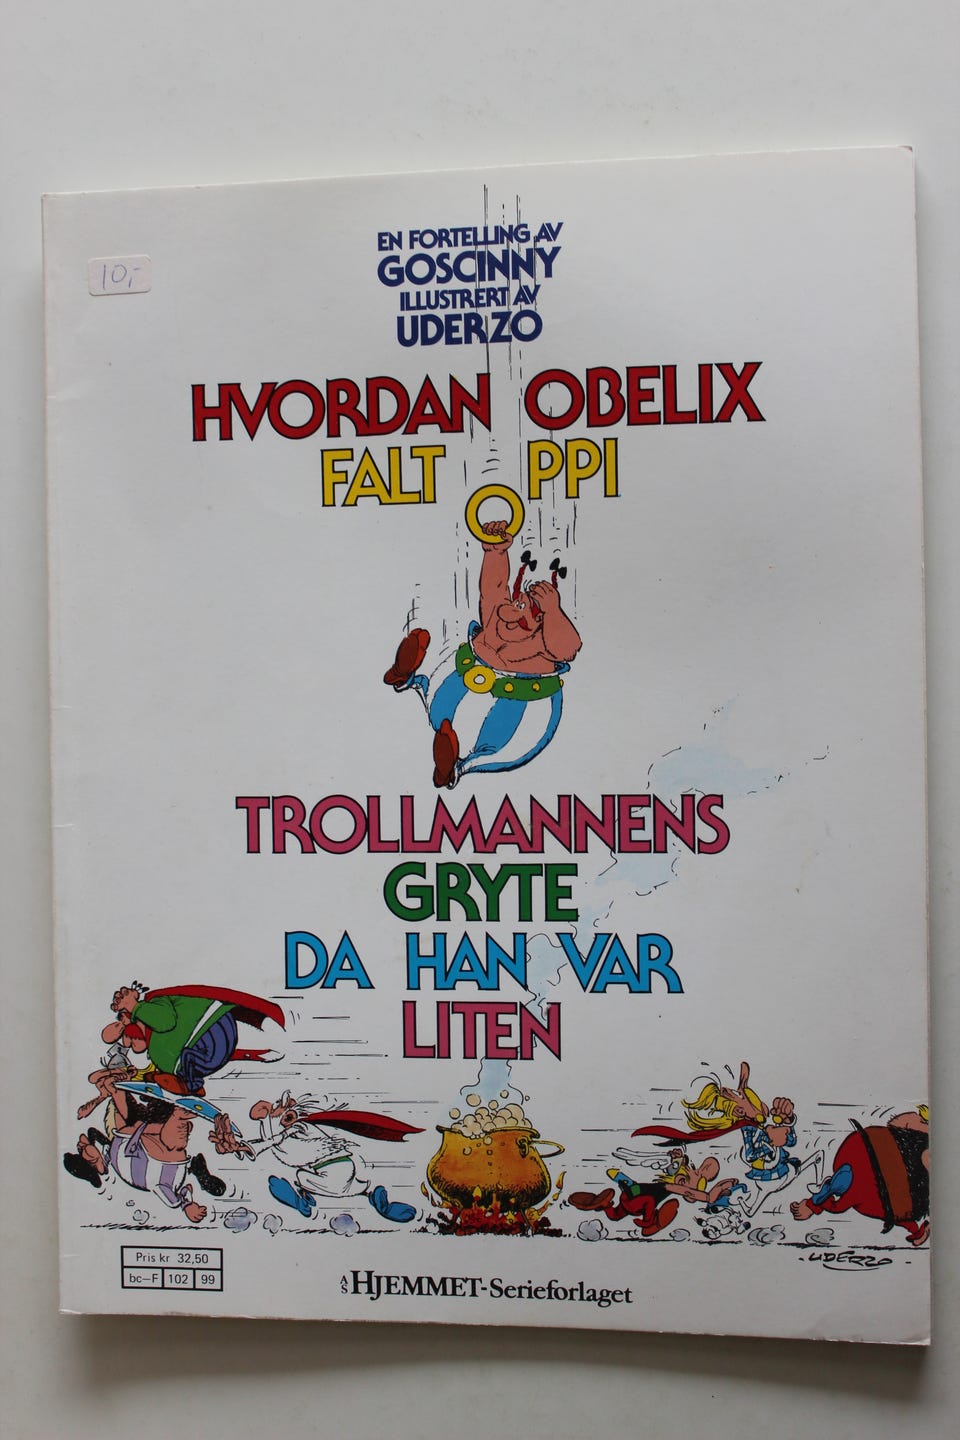 10,-
EN FORTELLING AV
GOSCINNY
ILLUSTRERT AV
UDERZO
HVORDAN OBELIX
FALT OPPI
TROLLMANNENS
GRYTE
DA HAN VAR
LITEN
-UDERZO-
Pris kr 32,50
bc–F 102 99
A/S HJEMMET-Serieforlaget